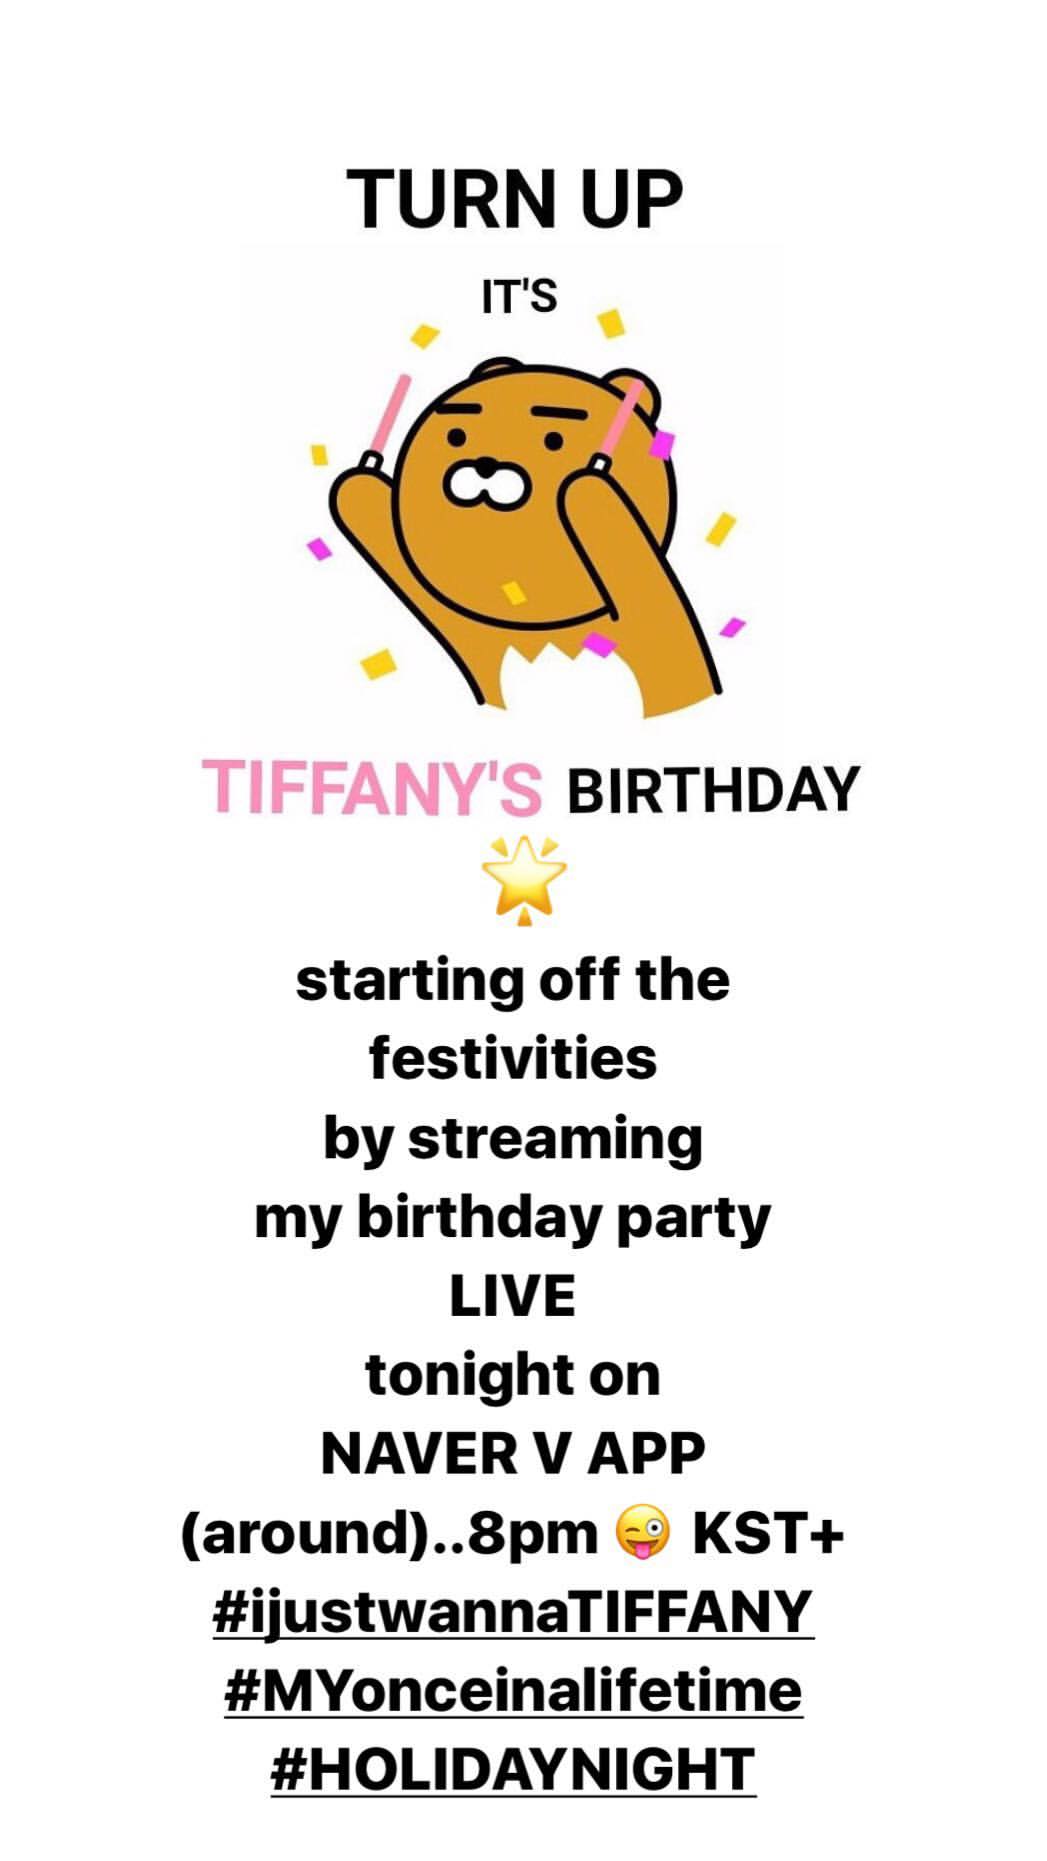 TURN UP
IT'S
TIFFANY'S BIRTHDAY
🌟
starting off the
festivities
by streaming
my birthday party
LIVE
tonight on
NAVER V APP
(around)..8pm 😜 KST+
#ijustwannaTIFFANY
#MYonceinalifetime
#HOLIDAYNIGHT